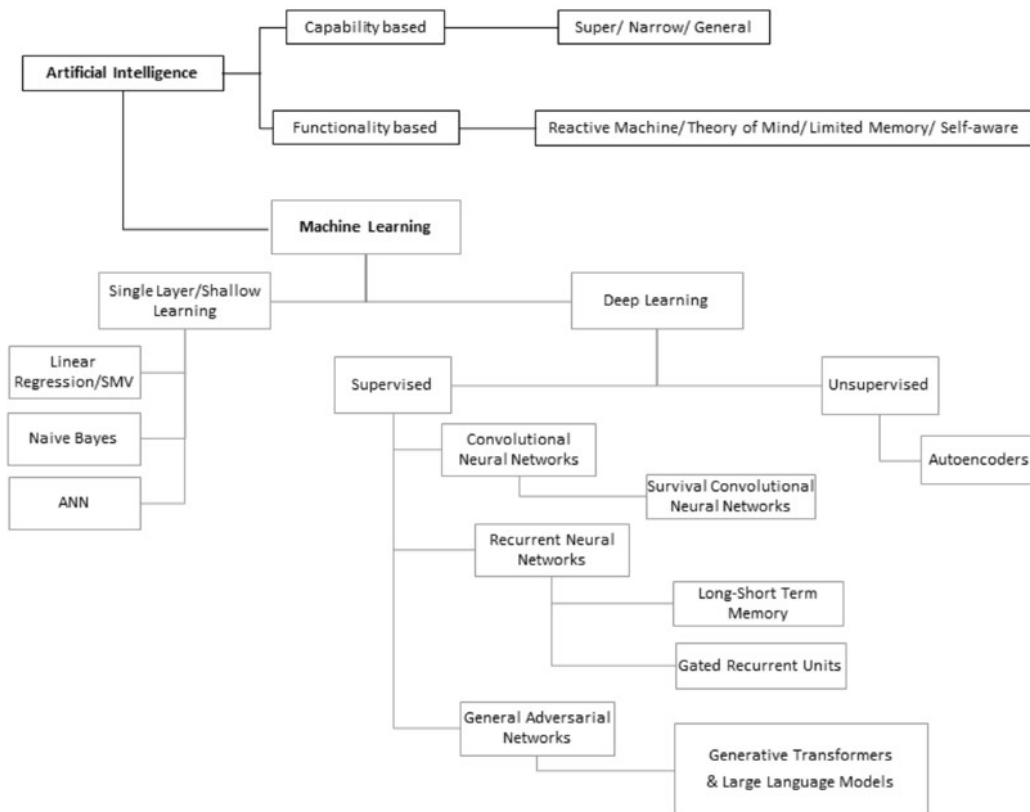 Capability based
Super/ Narrow/ General
Artificial Intelligence
Functionality based
Reactive Machine/ Theory of Mind/ Limited Memory/ Self-aware
Machine Learning
Single Layer/Shallow
Learning
Deep Learning
Linear
Regression/SMV
Naive Bayes
ANN
Supervised
Unsupervised
Convolutional
Neural Networks
Autoencoders
Survival Convolutional
Neural Networks
Recurrent Neural
Networks
Long-Short Term
Memory
Gated Recurrent Units
General Adversarial
Networks
Generative Transformers
& Large Language Models